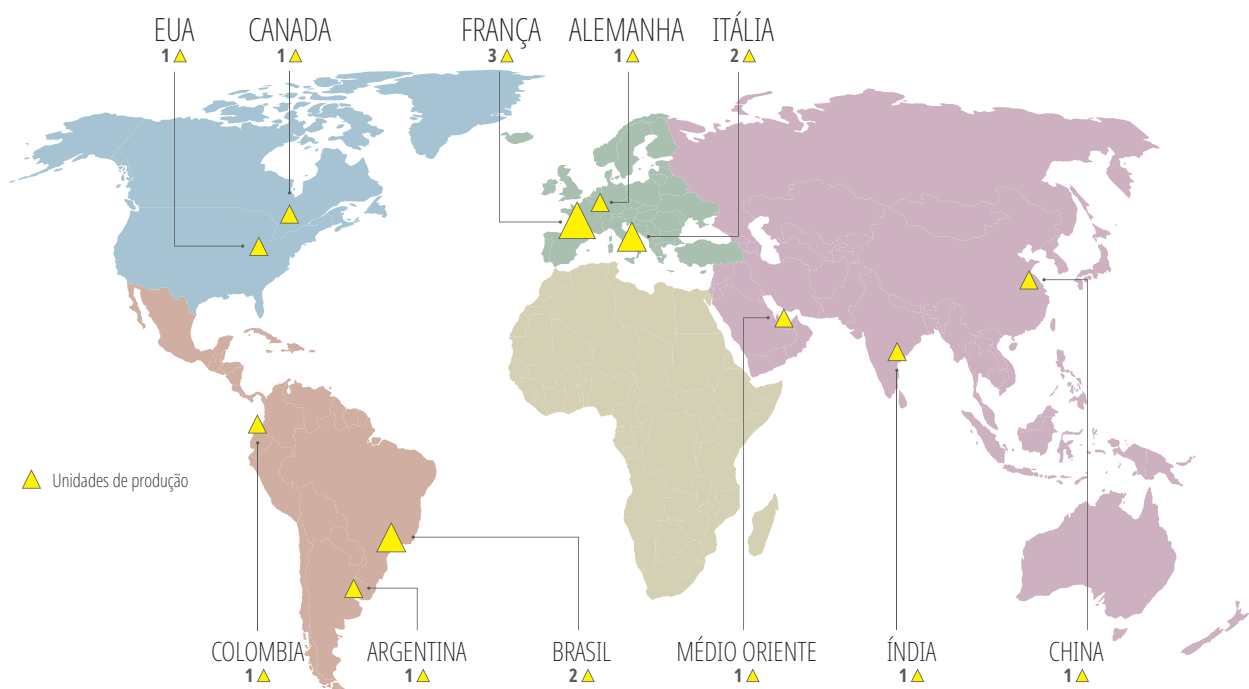 EUA
1
CANADA
1
FRANÇA
3
ALEMANHA
1
ITÁLIA
2
Unidades de produção
COLOMBIA
1
ARGENTINA
1
BRASIL
2
MÉDIO ORIENTE
1
ÍNDIA
1
CHINA
1